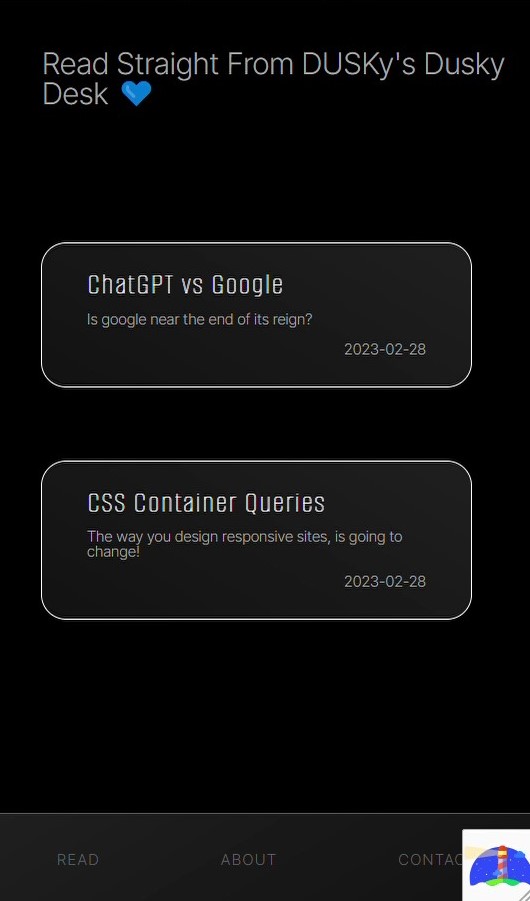 Read Straight From DUSKy's Dusky
Desk 💙
ChatGPT vs Google
Is google near the end of its reign?
2023-02-28
CSS Container Queries
The way you design responsive sites, is going to
change!
2023-02-28
READ ABOUT CONTAC